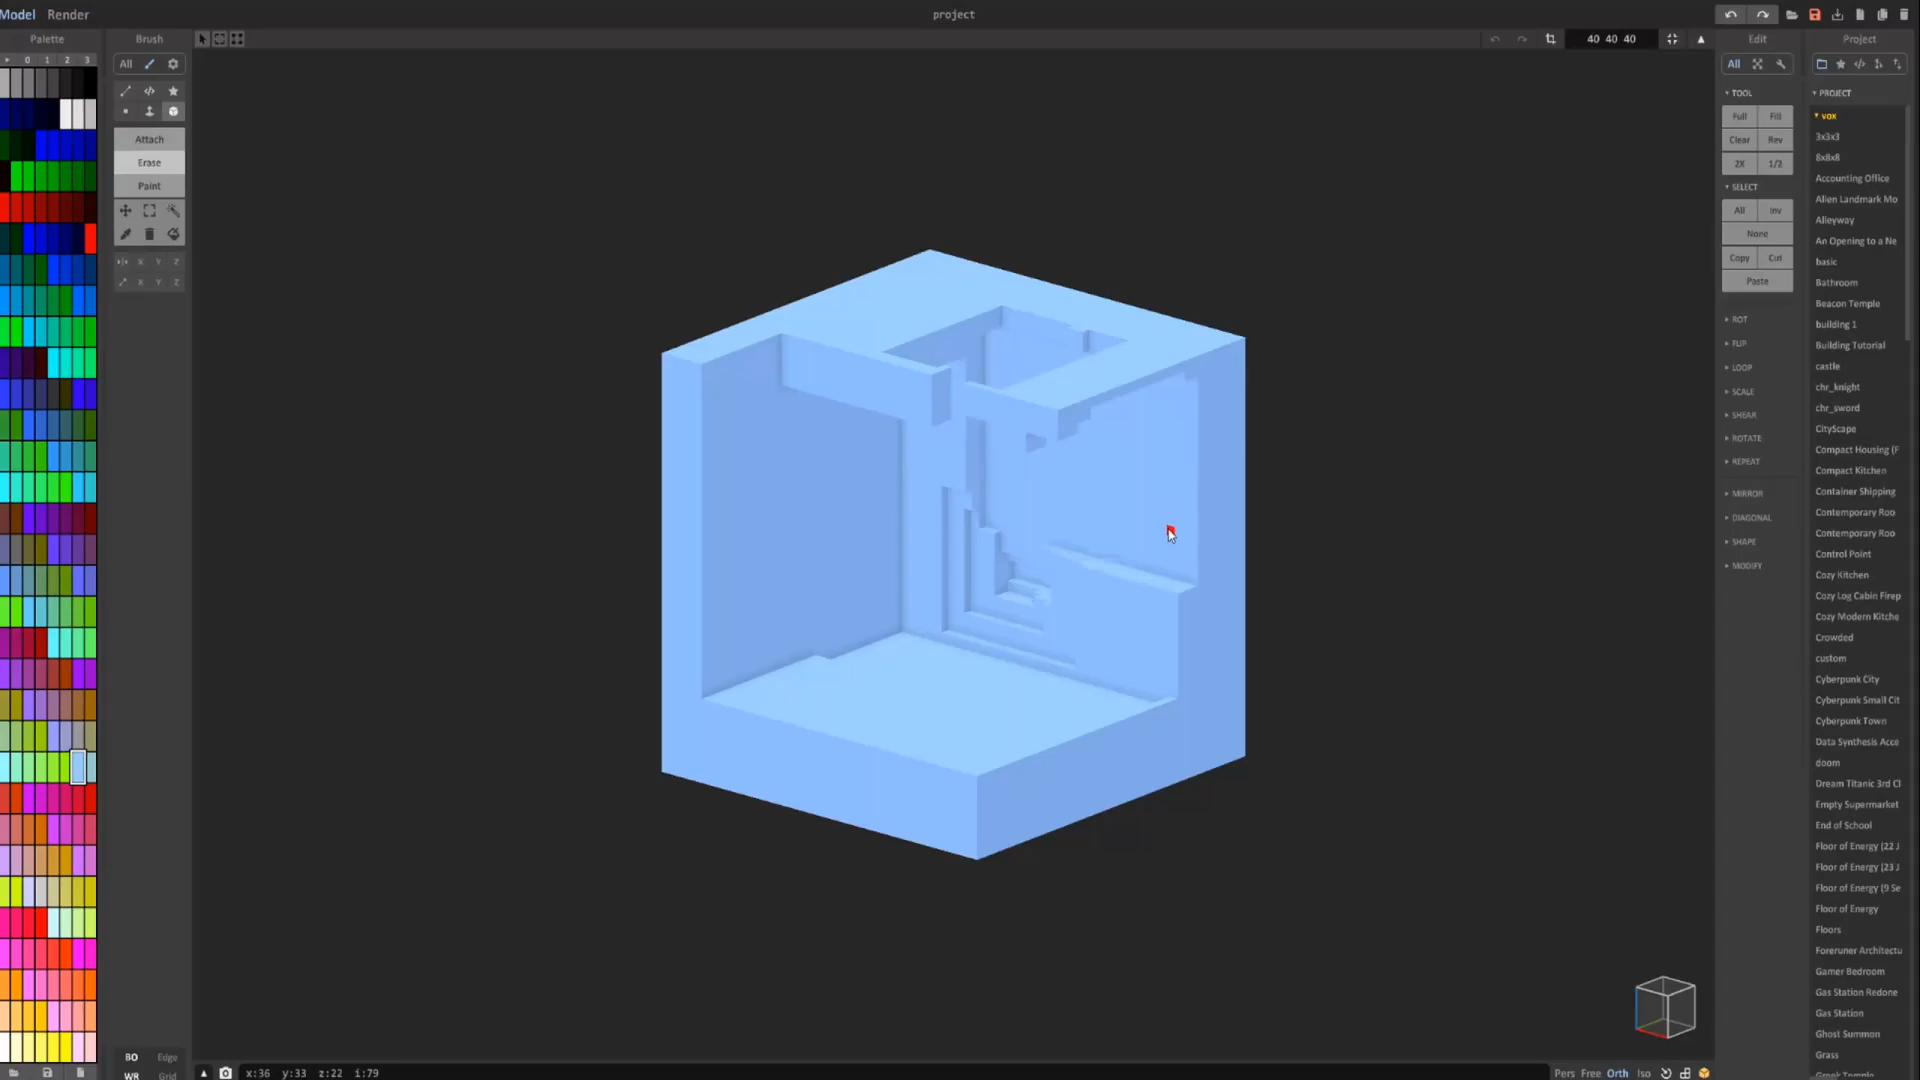 Model Render
project
Palette
Brush
40 40 40
Edit
Project
0 1 2 3
All
All
TOOL
PROJECT
Full Fill
vox
Attach
Clear Rev
3x3x3
Erase
2X 1/2
8x8x8
Paint
SELECT
Accounting Office
Alien Landmark Mo
All Inv
Alleyway
None
An Opening to a Ne
Copy Cut
basic
X Y Z
Paste
Bathroom
X Y Z
Beacon Temple
ROT
building 1
FLIP
Building Tutorial
LOOP
castle
SCALE
chr_knight
SHEAR
chr_sword
ROTATE
CityScape
REPEAT
Compact Housing (F
Compact Kitchen
MIRROR
Container Shipping
DIAGONAL
Contemporary Roo
SHAPE
Contemporary Roo
MODIFY
Control Point
Cozy Kitchen
Cozy Log Cabin Firep
Cozy Modern Kitche
Crowded
custom
Cyberpunk City
Cyberpunk Small Cit
Cyberpunk Town
Data Synthesis Acce
doom
Dream Titanic 3rd Cl
Empty Supermarket
End of School
Floor of Energy (22 J
Floor of Energy (23 J
Floor of Energy (9 Se
Floor of Energy
Floors
Foreruner Architectu
Gamer Bedroom
Gas Station Redone
Gas Station
Ghost Summon
Grass
Greek Temple
BO Edge
WR Grid
x:36 y:33 z:22 i:79
Pers Free Orth Iso